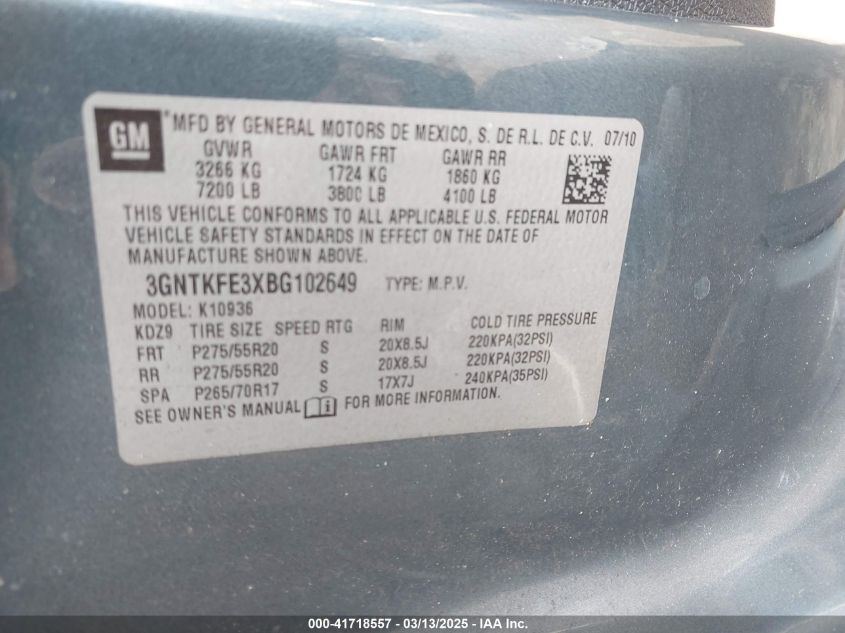 GM
*MFD BY GENERAL MOTORS DE MEXICO, S. DE R.L. DE C.V. 07/10
GVWR GAWR FRT GAWR RR
3266 KG 1724 KG 1860 KG
7200 LB 3800 LB 4100 LB
THIS VEHICLE CONFORMS TO ALL APPLICABLE U.S. FEDERAL MOTOR
VEHICLE SAFETY STANDARDS IN EFFECT ON THE DATE OF
MANUFACTURE SHOWN ABOVE.
3GNTKFE3XBG102649 TYPE: M.P.V.
MODEL: K10936
KDZ9 TIRE SIZE SPEED RTG RIM COLD TIRE PRESSURE
FRT P275/55R20 S 20X8.5J 220KPA(32PSI)
RR P275/55R20 S 20X8.5J 220KPA(32PSI)
SPA P265/70R17 S 17X7J 240KPA(35PSI)
SEE OWNER'S MANUAL FOR MORE INFORMATION.
000-41718557 - 03/13/2025 - IAA Inc.